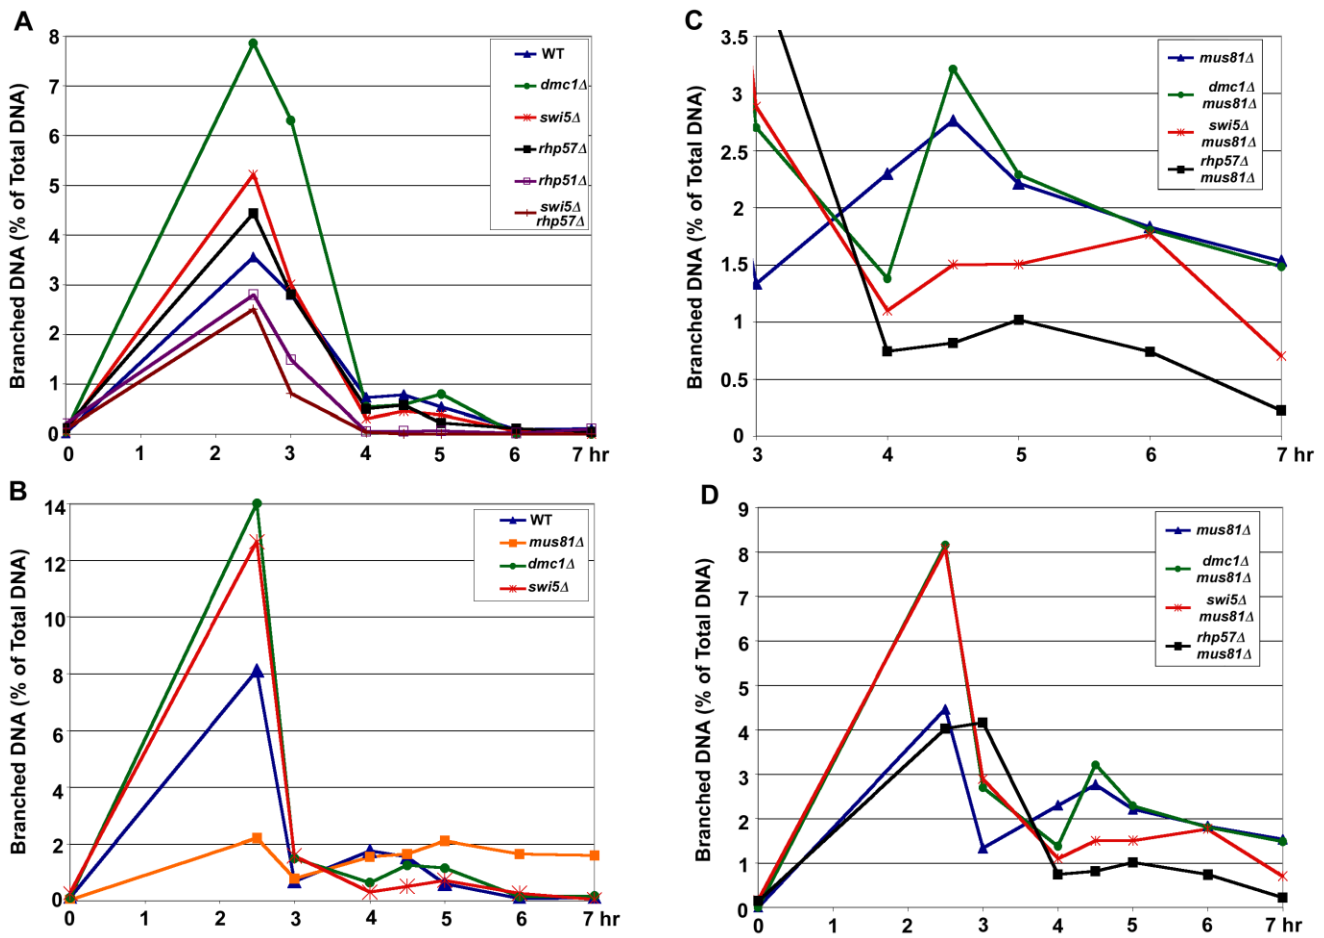 A
Branched DNA (% of Total DNA)
8
7
6
5
4
3
2
1
0
0 1 2 3 4 5 6 7 hr
WT
dmc1Δ
swi5Δ
rhp57Δ
rhp51Δ
swi5Δ
rhp57Δ
B
Branched DNA (% of Total DNA)
14
12
10
8
6
4
2
0
0 1 2 3 4 5 6 7 hr
WT
mus81Δ
dmc1Δ
swi5Δ
C
Branched DNA (% of Total DNA)
3.5
3
2.5
2
1.5
1
0.5
0
3 4 5 6 7 hr
mus81Δ
dmc1Δ
mus81Δ
swi5Δ
mus81Δ
rhp57Δ
mus81Δ
D
Branched DNA (% of Total DNA)
9
8
7
6
5
4
3
2
1
0
0 1 2 3 4 5 6 7 hr
mus81Δ
dmc1Δ
mus81Δ
swi5Δ
mus81Δ
rhp57Δ
mus81Δ